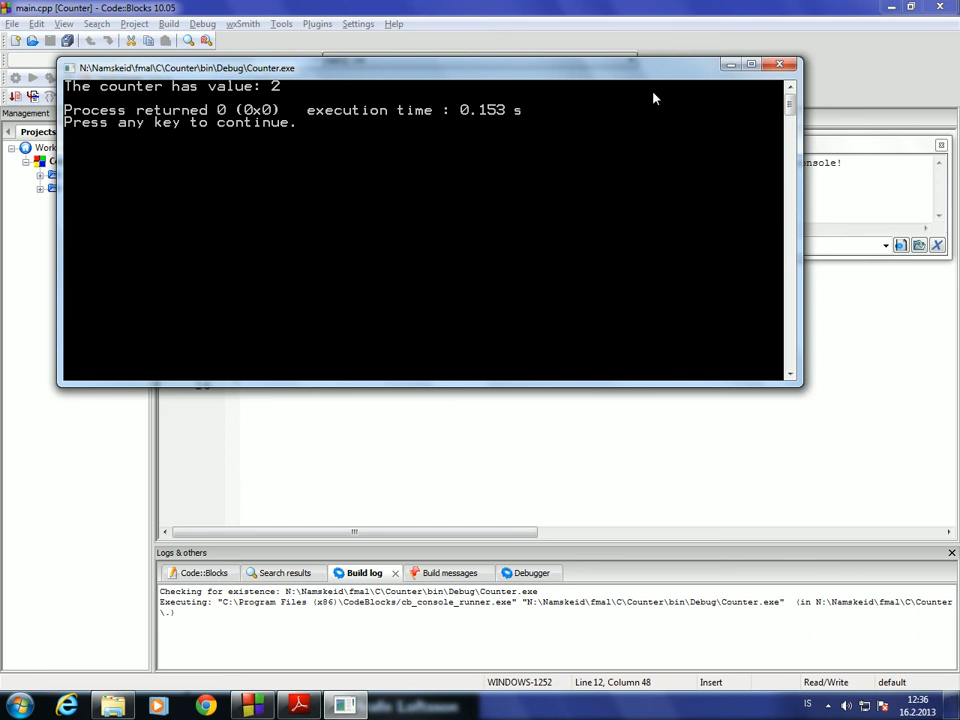 main.cpp [Counter] - Code::Blocks 10.05
File Edit View Search Project Build Debug wxSmith Tools Plugins Settings Help
N:\Namskeid\fmal\C\Counter\bin\Debug\Counter.exe
The counter has value: 2
Process returned 0 (0x0) execution time : 0.153 s
Press any key to continue.
Management
Projects
Work
onsole!
Logs & others
Code::Blocks Search results Build log Build messages Debugger
Checking for existence: N:\Namskeid\fmal\C\Counter\bin\Debug\Counter.exe
Executing: "C:\Program Files (x86)\CodeBlocks/cb_console_runner.exe" "N:\Namskeid\fmal\C\Counter\bin\Debug\Counter.exe" (in N:\Namskeid\fmal\C\Counter
\.)
WINDOWS-1252 Line 12, Column 48 Insert Read/Write default
IS 12:36
16.2.2013